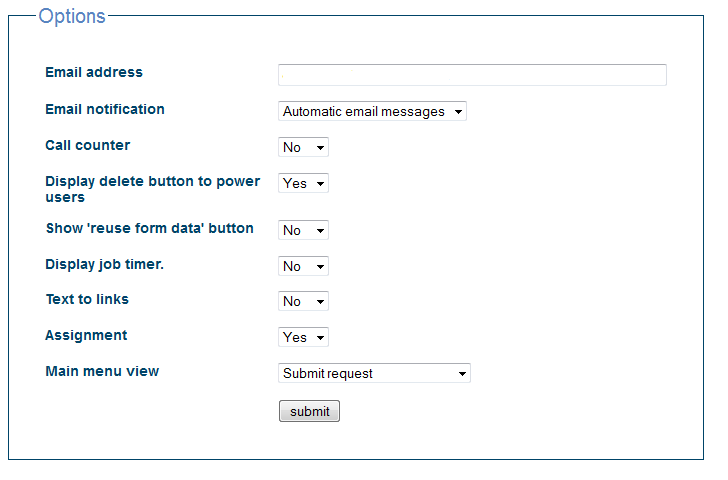 Options
Email address
Email notification Automatic email messages
Call counter No
Display delete button to power Yes
users
Show 'reuse form data' button No
Display job timer. No
Text to links No
Assignment Yes
Main menu view Submit request
submit